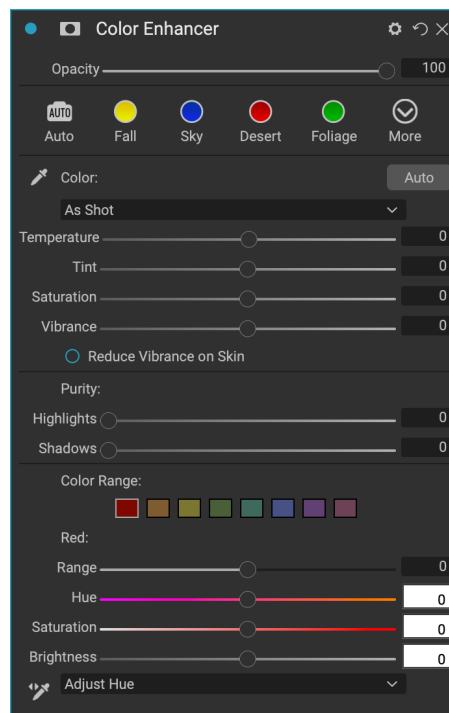 Color Enhancer
Opacity 100
AUTO
Auto Fall Sky Desert Foliage More
Color: Auto
As Shot
Temperature 0
Tint 0
Saturation 0
Vibrance 0
Reduce Vibrance on Skin
Purity:
Highlights 0
Shadows 0
Color Range:
Red:
Range 0
Hue 0
Saturation 0
Brightness 0
Adjust Hue